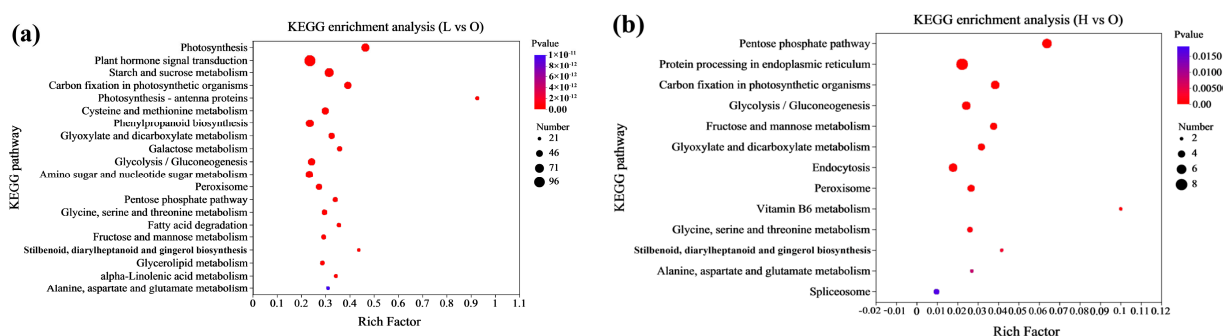 (a)
KEGG enrichment analysis (L vs O)
KEGG pathway
Photosynthesis
Plant hormone signal transduction
Starch and sucrose metabolism
Carbon fixation in photosynthetic organisms
Photosynthesis - antenna proteins
Cysteine and methionine metabolism
Phenylpropanoid biosynthesis
Glyoxylate and dicarboxylate metabolism
Galactose metabolism
Glycolysis / Gluconeogenesis
Amino sugar and nucleotide sugar metabolism
Peroxisome
Pentose phosphate pathway
Glycine, serine and threonine metabolism
Fatty acid degradation
Fructose and mannose metabolism
Stilbenoid, diarylheptanoid and gingerol biosynthesis
Glycerolipid metabolism
alpha-Linolenic acid metabolism
Alanine, aspartate and glutamate metabolism
0 0.1 0.2 0.3 0.4 0.5 0.6 0.7 0.8 0.9 1 1.1
Rich Factor
Pvalue
1×10⁻¹¹
8×10⁻¹²
6×10⁻¹²
4×10⁻¹²
2×10⁻¹²
0.00
Number
21
46
71
96
(b)
KEGG enrichment analysis (H vs O)
KEGG pathway
Pentose phosphate pathway
Protein processing in endoplasmic reticulum
Carbon fixation in photosynthetic organisms
Glycolysis / Gluconeogenesis
Fructose and mannose metabolism
Glyoxylate and dicarboxylate metabolism
Endocytosis
Peroxisome
Vitamin B6 metabolism
Glycine, serine and threonine metabolism
Stilbenoid, diarylheptanoid and gingerol biosynthesis
Alanine, aspartate and glutamate metabolism
Spliceosome
-0.02 -0.01 0 0.01 0.02 0.03 0.04 0.05 0.06 0.07 0.08 0.09 0.1 0.11 0.12
Rich Factor
Pvalue
0.0150
0.0100
0.00500
0.00
Number
2
4
6
8